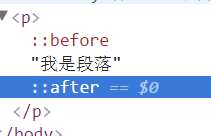 ▼<p>
::before
"我是段落"
::after == $0
</p>
</body>